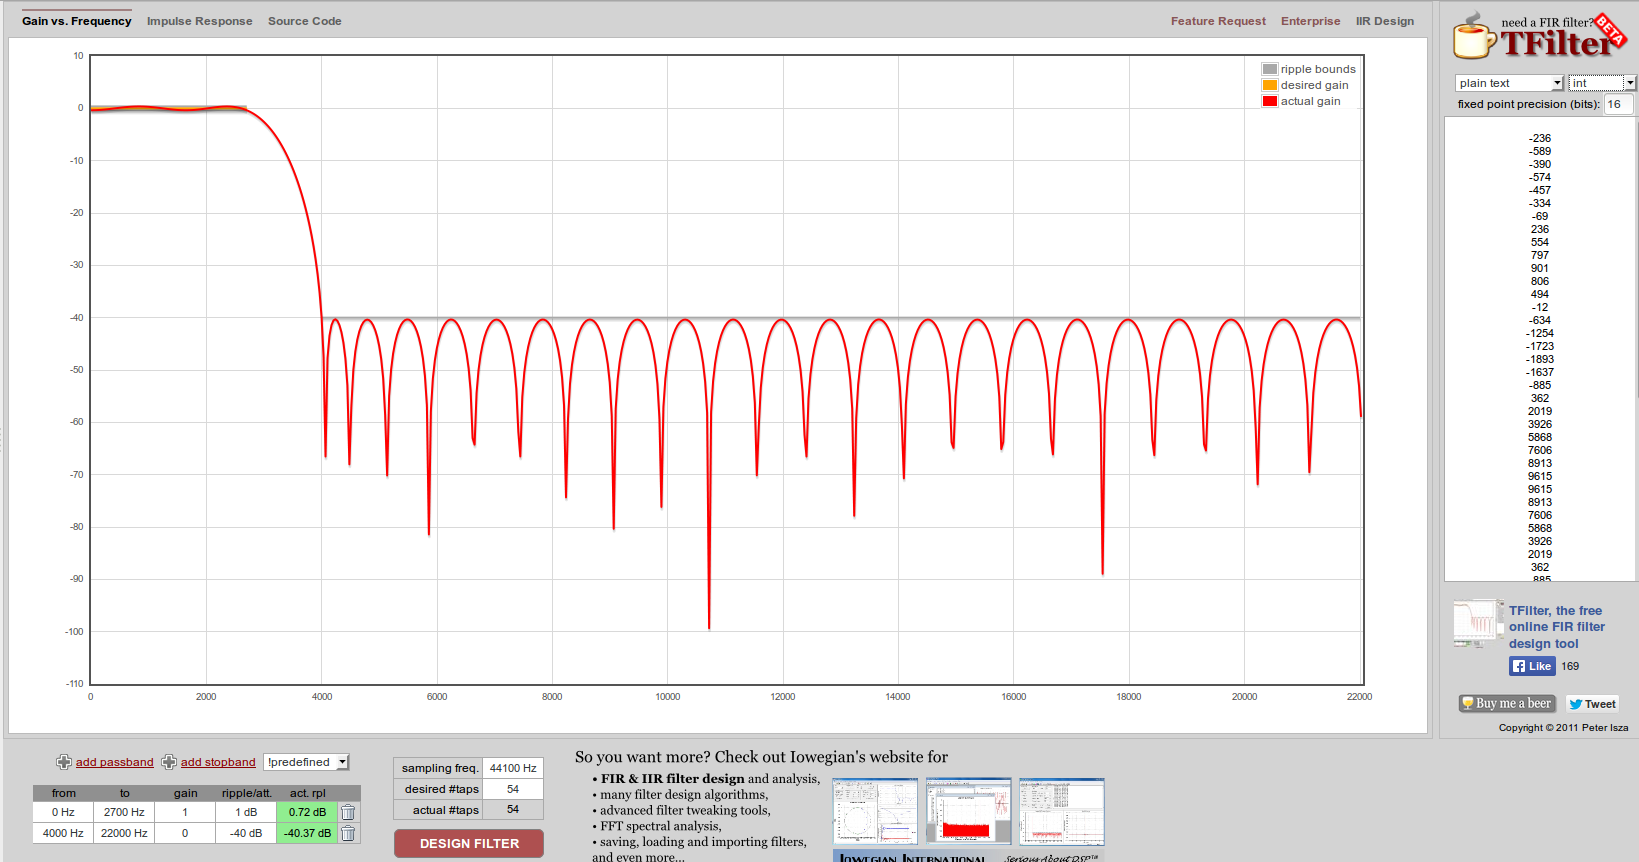 Gain vs. Frequency Impulse Response Source Code
Feature Request Enterprise IIR Design
10
0
-10
-20
-30
-40
-50
-60
-70
-80
-90
-100
-110
0 2000 4000 6000 8000 10000 12000 14000 16000 18000 20000 22000
ripple bounds
desired gain
actual gain
need a FIR filter?
TFilter
BETA
plain text int
fixed point precision (bits): 16
-236
-589
-390
-574
-457
-334
-69
236
554
797
901
806
494
-12
-634
-1254
-1723
-1893
-1637
-885
362
2019
3926
5868
7606
8913
9615
9615
8913
7606
5868
3926
2019
362
-885
TFilter, the free
online FIR filter
design tool
Like 169
Buy me a beer Tweet
Copyright © 2011 Peter Isza
add passband add stopband !predefined
from to gain ripple/att. act. rpl
0 Hz 2700 Hz 1 1 dB 0.72 dB
4000 Hz 22000 Hz 0 -40 dB -40.37 dB
sampling freq. 44100 Hz
desired #taps 54
actual #taps 54
DESIGN FILTER
So you want more? Check out Iowegian's website for
• FIR & IIR filter design and analysis,
• many filter design algorithms,
• advanced filter tweaking tools,
• FFT spectral analysis,
• saving, loading and importing filters,
and even more...
IOWEGIAN INTERNATIONAL Serious About DSP™